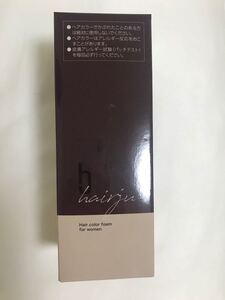 ●ヘアカラーでかぶれたことのある方
は絶対に使用しないでください。
●ヘアカラーはアレルギー反応をおこ
すことがあります。
●皮膚アレルギー試験(パッチテスト)
を毎回必ず行ってください。
h
hairju
Hair color foam
for women